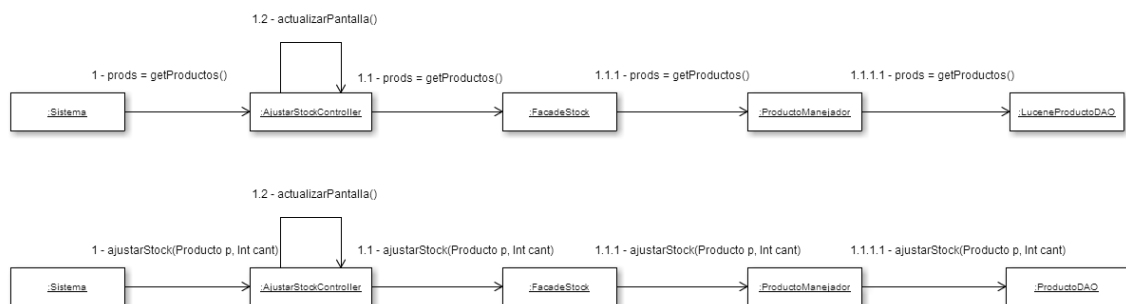 1.2 - actualizarPantalla()
1 - prods = getProductos()
1.1 - prods = getProductos()
1.1.1 - prods = getProductos()
1.1.1.1 - prods = getProductos()
:Sistema
:AjustarStockController
:FacadeStock
:ProductoManejador
:LuceneProductoDAO
1.2 - actualizarPantalla()
1 - ajustarStock(Producto p, Int cant)
1.1 - ajustarStock(Producto p, Int cant)
1.1.1 - ajustarStock(Producto p, Int cant)
1.1.1.1 - ajustarStock(Producto p, Int cant)
:Sistema
:AjustarStockController
:FacadeStock
:ProductoManejador
:ProductoDAO